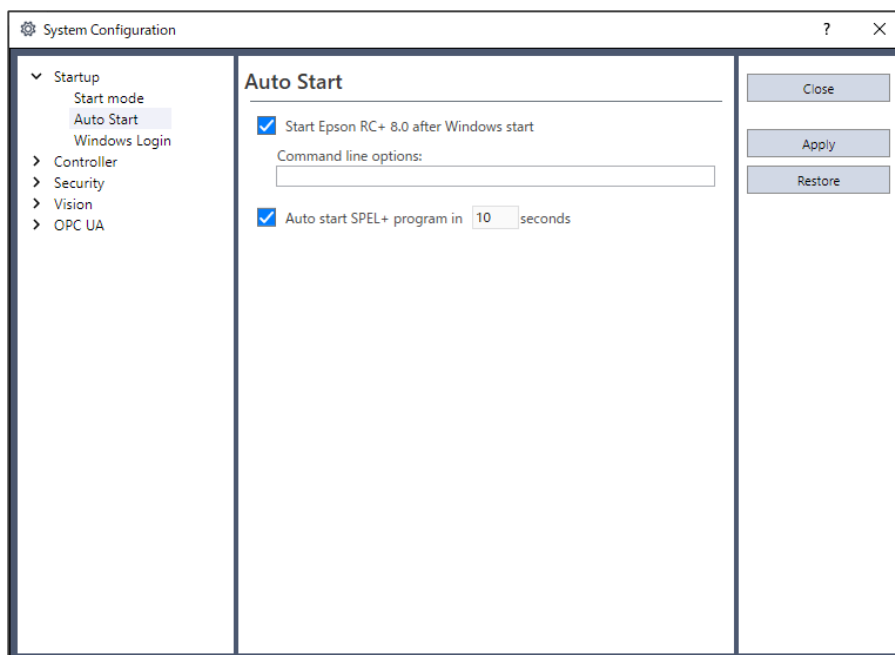 System Configuration
?
Startup
Start mode
Auto Start
Windows Login
Controller
Security
Vision
OPC UA
Auto Start
Start Epson RC+ 8.0 after Windows start
Command line options:
Auto start SPEL+ program in 10 seconds
Close
Apply
Restore